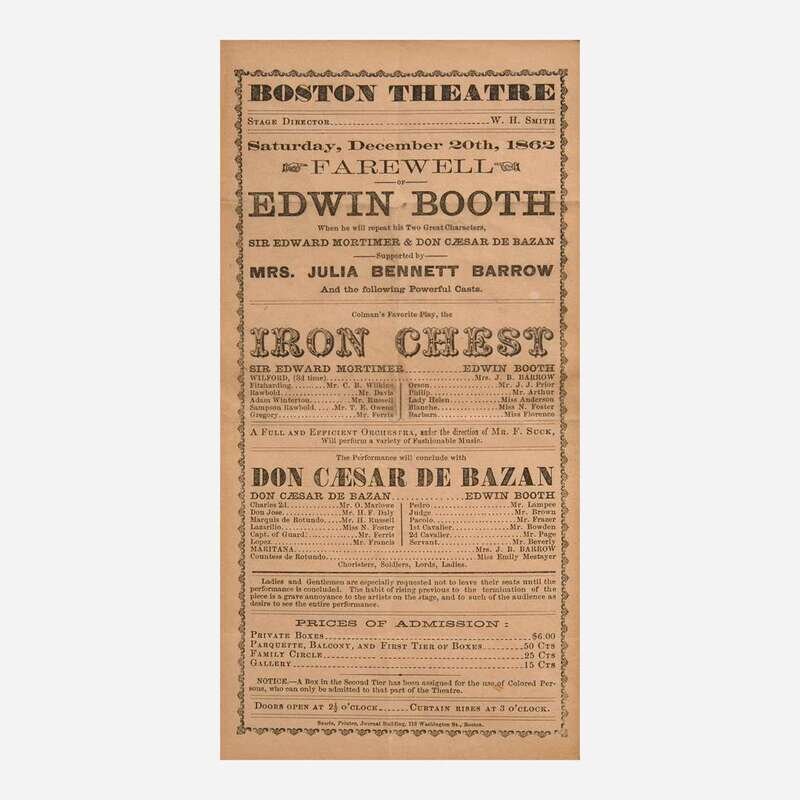 BOSTON THEATRE
STAGE DIRECTOR..........W. H. SMITH
Saturday, December 20th, 1862
FAREWELL
OF
EDWIN BOOTH
When he will repeat his Two Great Characters,
SIR EDWARD MORTIMER & DON CÆSAR DE BAZAN
Supported by
MRS. JULIA BENNETT BARROW
And the following Powerful Casts.
Colman's Favorite Play, the
IRON CHEST
SIR EDWARD MORTIMER..........EDWIN BOOTH
WILFORD, (3d time)..........Mrs. J. B. BARROW
Fitzharding..........Mr. C. B. Wilkins Orson..........Mr. J. J. Prior
Rawbold..........Mr. Davis Philip..........Mr. Arthur
Adam Winterton..........Mr. Russell Lady Helen..........Miss Anderson
Sampson Rawbold..Mr. T. E. Owens Blanche..........Miss N. Foster
Gregory..........Mr. Ferris Barbara..........Miss Florence
A FULL AND EFFICIENT ORCHESTRA, under the direction of MR. F. SUCK,
Will perform a variety of Fashionable Music.
The Performance will conclude with
DON CÆSAR DE BAZAN
DON CÆSAR DE BAZAN..........EDWIN BOOTH
Charles 2d..........Mr. O. Marlowe Pedro..........Mr. Lampee
Don Jose..........Mr. H. F. Daly Judge..........Mr. Brown
Marquis de Rotundo....Mr. H. Russell Pacolo..........Mr. Frazer
Lazarillo..........Miss N. Foster 1st Cavalier..........Mr. Bowden
Capt. of Guard..........Mr. Ferris 2d Cavalier..........Mr. Page
Lopez..........Mr. Francis Servant..........Mr. Beverly
MARITANA..........Mrs. J. B. BARROW
Countess de Rotundo..........Miss Emily Mestayer
Choristers, Soldiers, Lords, Ladies.
Ladies and Gentlemen are especially requested not to leave their seats until the
performance is concluded. The habit of rising previous to the termination of the
piece is a grave annoyance to the artists on the stage, and to such of the audience as
desire to see the entire performance.
PRICES OF ADMISSION:
PRIVATE BOXES..........$6.00
PARQUETTE, BALCONY, AND FIRST TIER OF BOXES..........50 CTS
FAMILY CIRCLE..........25 CTS
GALLERY..........15 CTS
NOTICE.—A Box in the Second Tier has been assigned for the use of Colored Per-
sons, who can only be admitted to that part of the Theatre.
DOORS OPEN AT 2½ O'CLOCK.......CURTAIN RISES AT 3 O'CLOCK.
Searls, Printer, Journal Building, 118 Washington St., Boston.